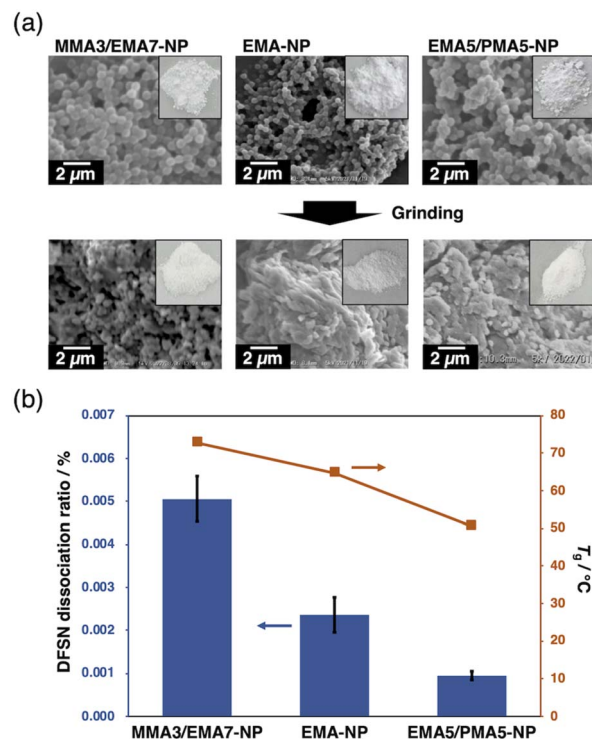 (a)
MMA3/EMA7-NP EMA-NP EMA5/PMA5-NP
2 µm 2 µm 2 µm
Grinding
2 µm 2 µm 2 µm
(b)
0.007 80
0.006 70
0.005 60
0.004 50
0.003 40
0.002 30
0.001 20
0.000 10
0
DFSN dissociation ratio / %
Tg / °C
MMA3/EMA7-NP EMA-NP EMA5/PMA5-NP